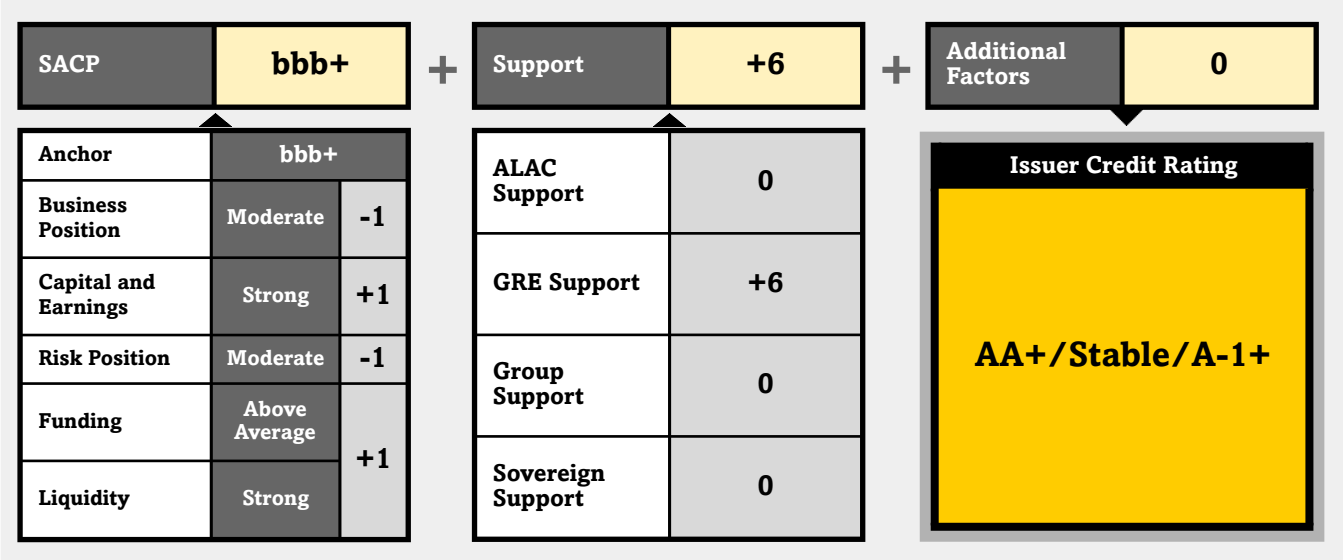 SACP
bbb+
+
Support
+6
+
Additional
Factors
0
Anchor
bbb+
Business
Position
Moderate
-1
Capital and
Earnings
Strong
+1
Risk Position
Moderate
-1
Funding
Above
Average
+1
Liquidity
Strong
ALAC
Support
0
GRE Support
+6
Group
Support
0
Sovereign
Support
0
Issuer Credit Rating
AA+/Stable/A-1+